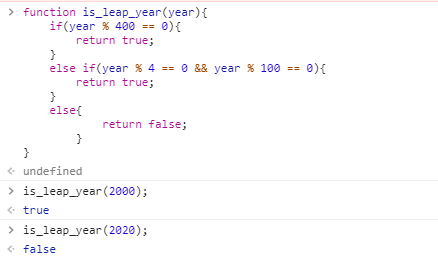 > function is_leap_year(year){
    if(year % 400 == 0){
        return true;
    }
    else if(year % 4 == 0 && year % 100 == 0){
        return true;
    }
    else{
            return false;
        }
}
<· undefined
> is_leap_year(2000);
<· true
> is_leap_year(2020);
<· false